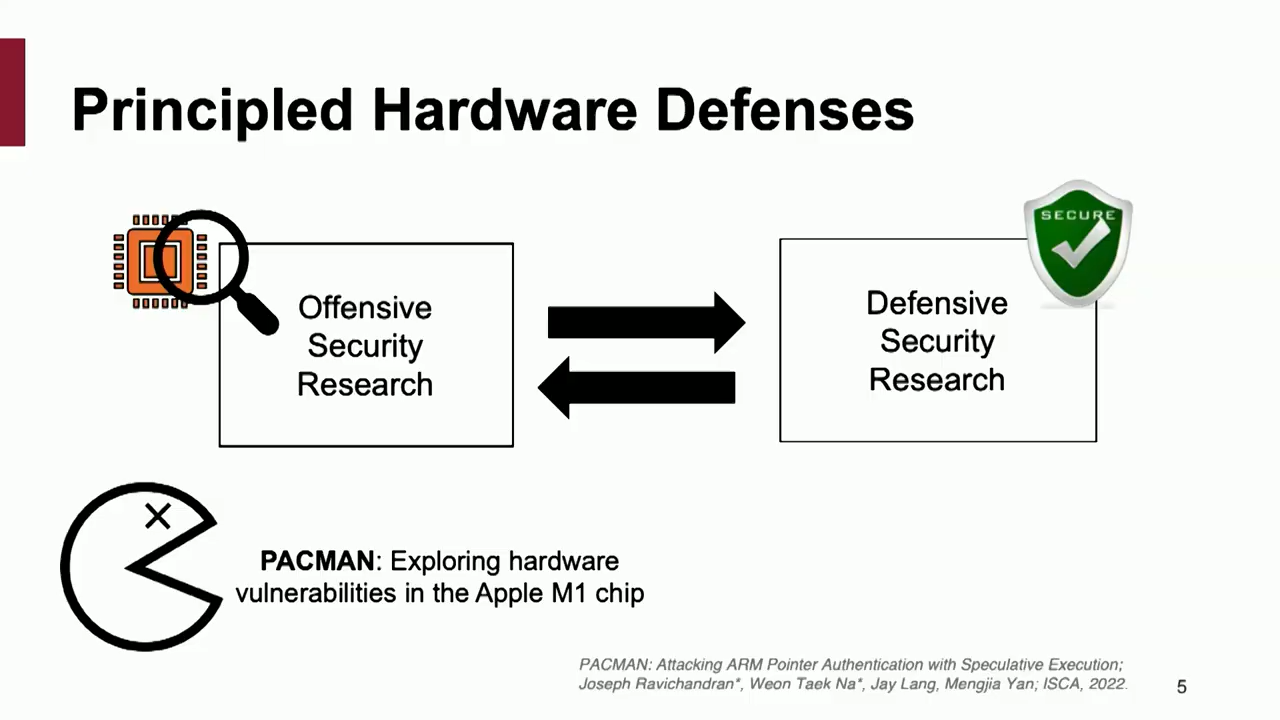 Principled Hardware Defenses
SECURE
Offensive
Security
Research
Defensive
Security
Research
PACMAN: Exploring hardware
vulnerabilities in the Apple M1 chip
PACMAN: Attacking ARM Pointer Authentication with Speculative Execution;
Joseph Ravichandran*, Weon Taek Na*, Jay Lang, Mengjia Yan; ISCA, 2022.
5